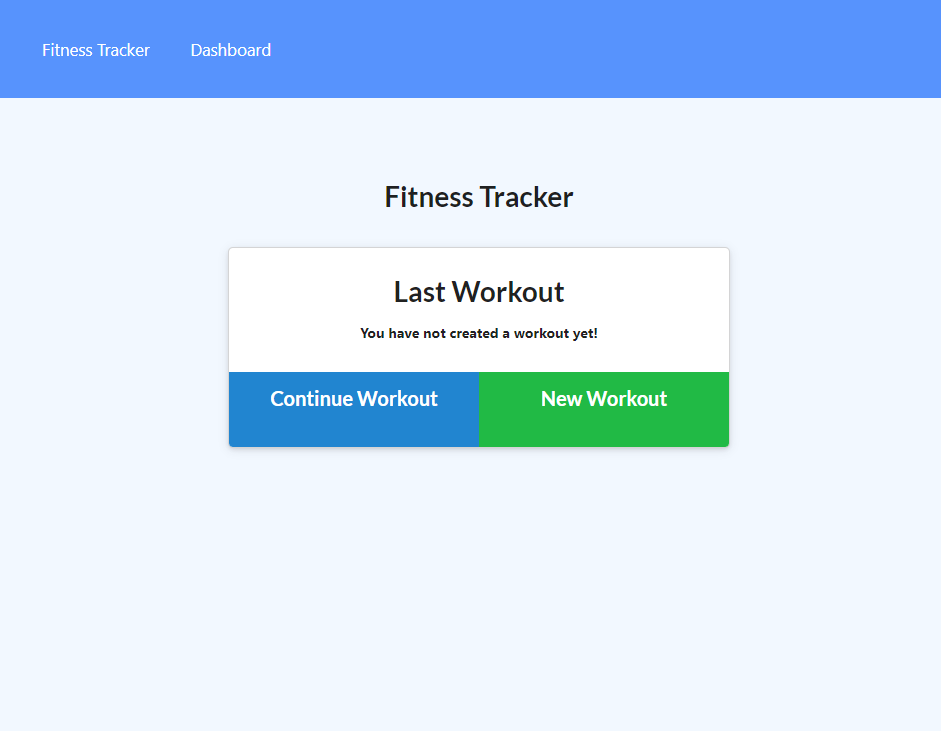 Fitness Tracker Dashboard
Fitness Tracker
Last Workout
You have not created a workout yet!
Continue Workout New Workout